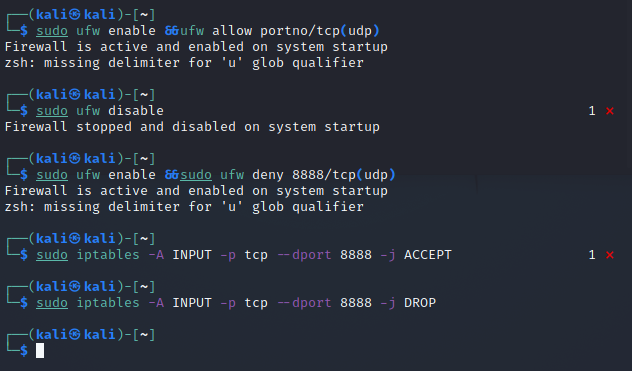 ┌──(kali㉿kali)-[~]
└─$ sudo ufw enable &&ufw allow portno/tcp(udp)
Firewall is active and enabled on system startup
zsh: missing delimiter for 'u' glob qualifier
┌──(kali㉿kali)-[~]
└─$ sudo ufw disable 1 ⨯
Firewall stopped and disabled on system startup
┌──(kali㉿kali)-[~]
└─$ sudo ufw enable &&sudo ufw deny 8888/tcp(udp)
Firewall is active and enabled on system startup
zsh: missing delimiter for 'u' glob qualifier
┌──(kali㉿kali)-[~]
└─$ sudo iptables -A INPUT -p tcp --dport 8888 -j ACCEPT 1 ⨯
┌──(kali㉿kali)-[~]
└─$ sudo iptables -A INPUT -p tcp --dport 8888 -j DROP
┌──(kali㉿kali)-[~]
└─$